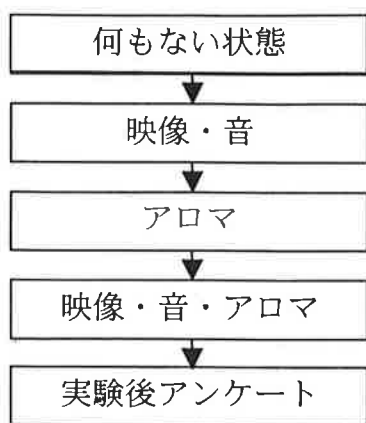 何もない状態
映像・音
アロマ
映像・音・アロマ
実験後アンケート